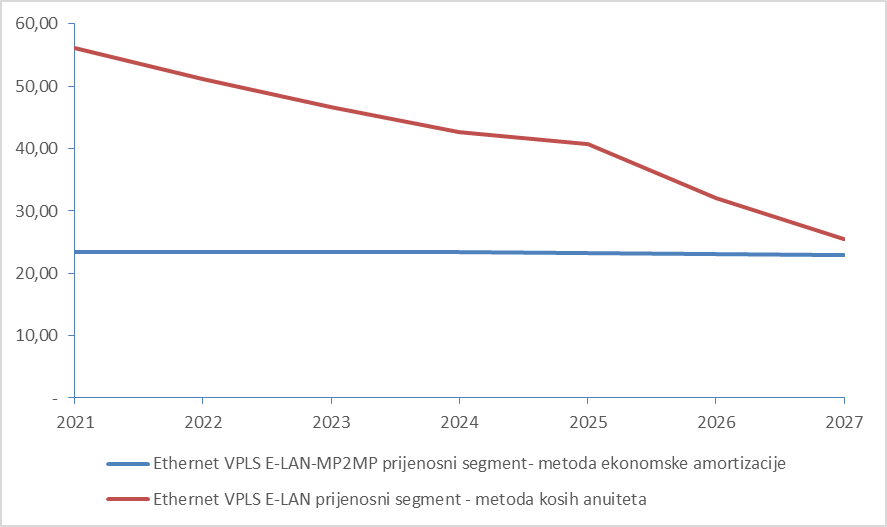 60,00
50,00
40,00
30,00
20,00
10,00
-
2021 2022 2023 2024 2025 2026 2027
Ethernet VPLS E-LAN-MP2MP prijenosni segment- metoda ekonomske amortizacije
Ethernet VPLS E-LAN prijenosni segment - metoda kosih anuiteta